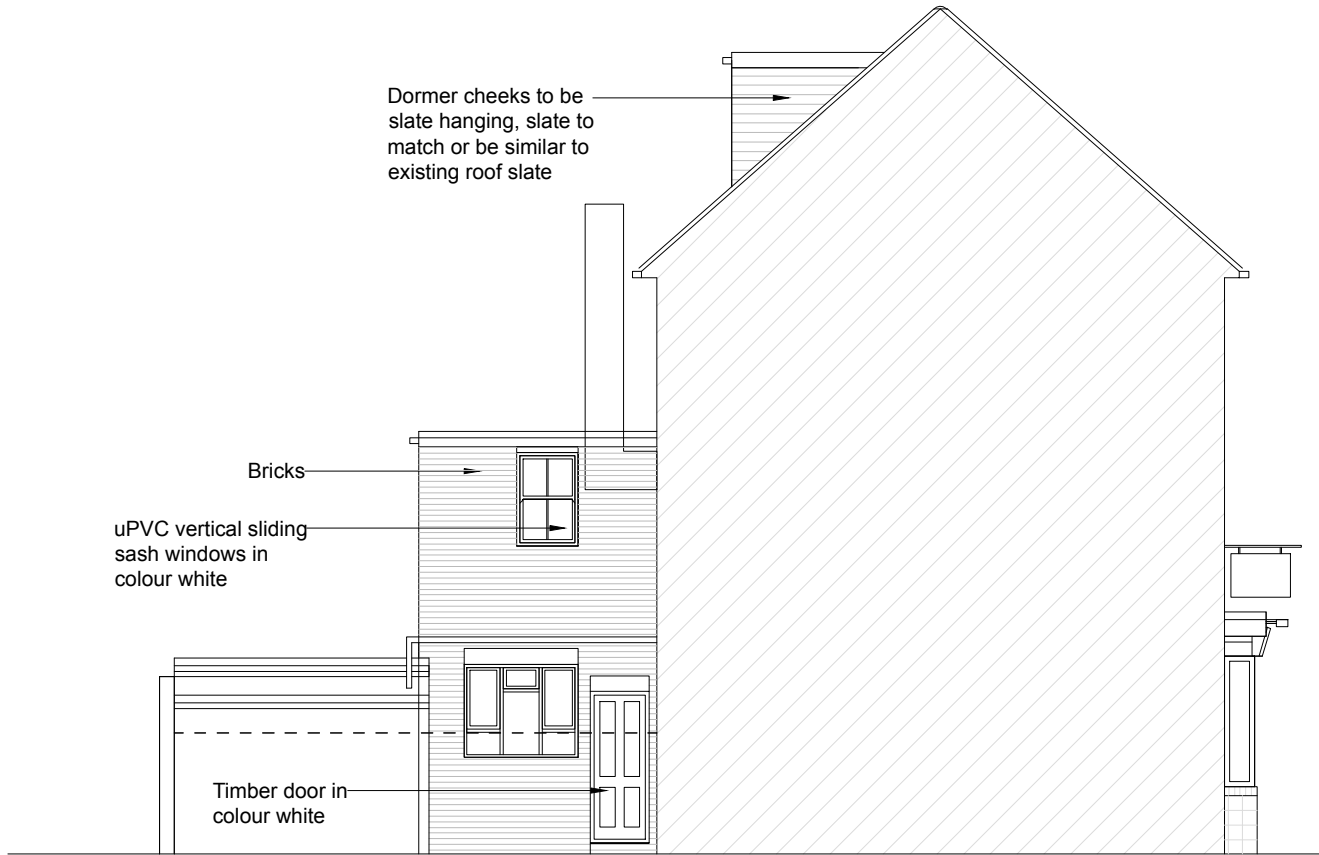 Dormer cheeks to be
slate hanging, slate to
match or be similar to
existing roof slate
Bricks
uPVC vertical sliding
sash windows in
colour white
Timber door in
colour white